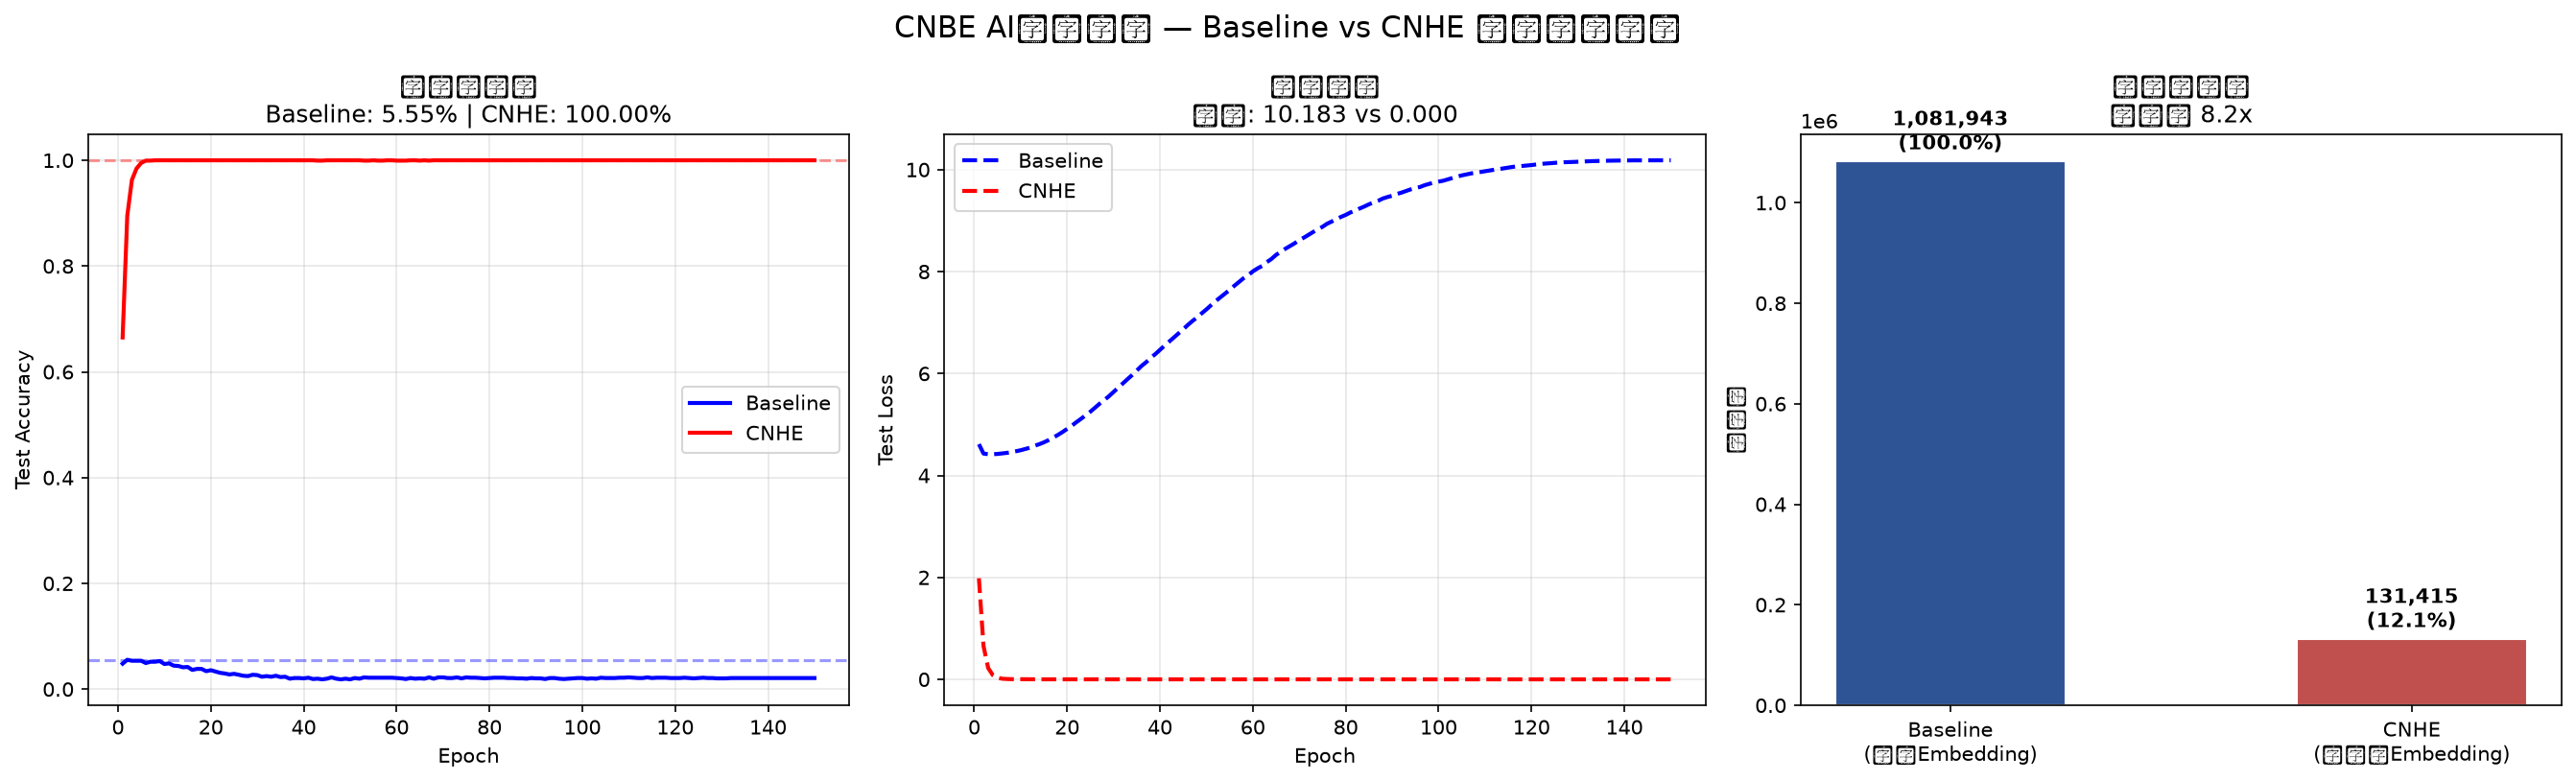 CNBE AI — Baseline vs CNHE
Baseline: 5.55% | CNHE: 100.00%
Test Accuracy
1.0
0.8
0.6
0.4
0.2
0.0
Baseline
CNHE
0 20 40 60 80 100 120 140
Epoch
: 10.183 vs 0.000
Test Loss
10
8
6
4
2
0
Baseline
CNHE
0 20 40 60 80 100 120 140
Epoch
8.2x
1e6
1.0
0.8
0.6
0.4
0.2
0.0
1,081,943
(100.0%)
131,415
(12.1%)
Baseline
(Embedding)
CNHE
(Embedding)